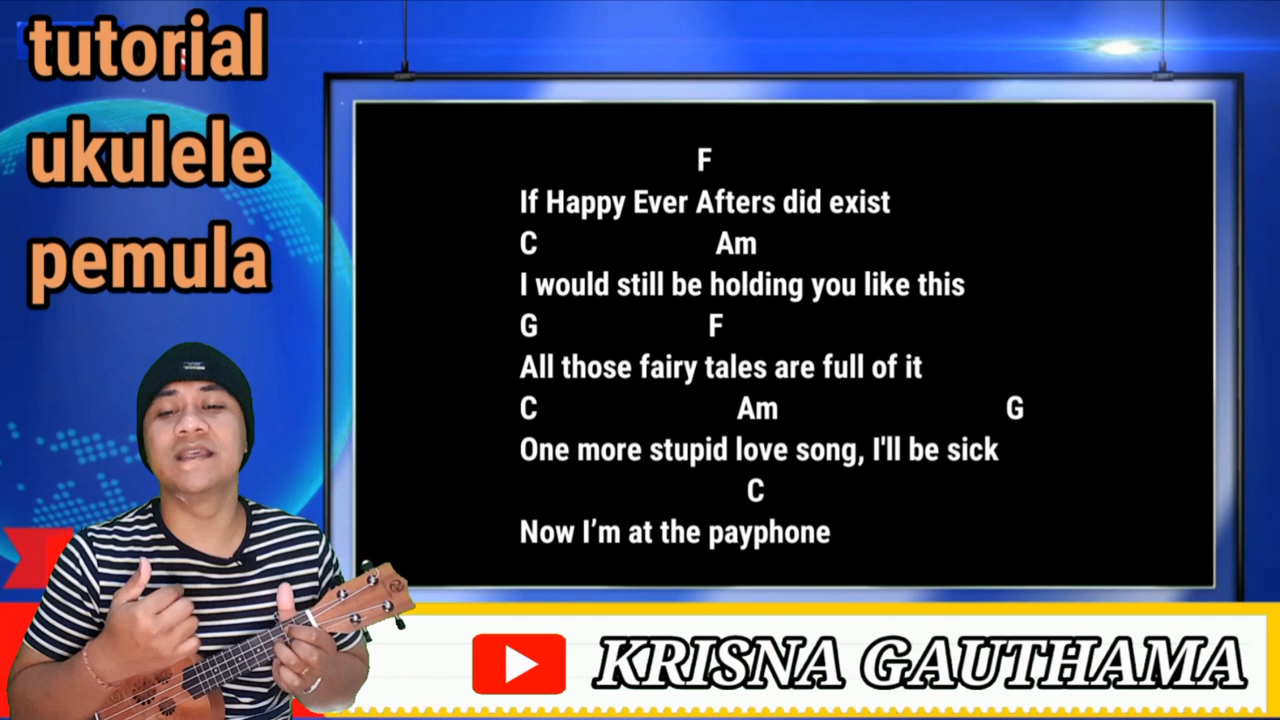 tutorial
ukulele
pemula
F
If Happy Ever Afters did exist
C Am
I would still be holding you like this
G F
All those fairy tales are full of it
C Am G
One more stupid love song, I'll be sick
C
Now I’m at the payphone
KRISNA GAUTHAMA